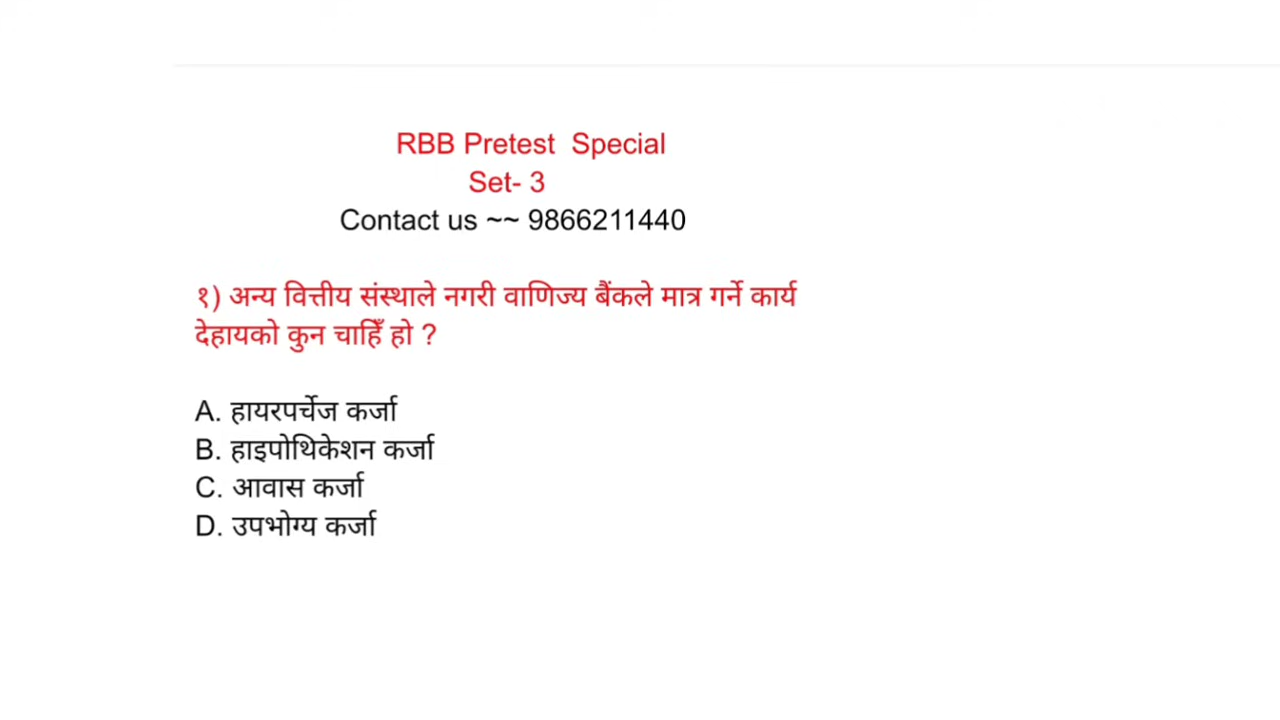 RBB Pretest Special
Set- 3
Contact us ~~ 9866211440
१) अन्य वित्तीय संस्थाले नगरी वाणिज्य बैंकले मात्र गर्ने कार्य
देहायको कुन चाहिँ हो ?
A. हायरपर्चेज कर्जा
B. हाइपोथिकेशन कर्जा
C. आवास कर्जा
D. उपभोग्य कर्जा